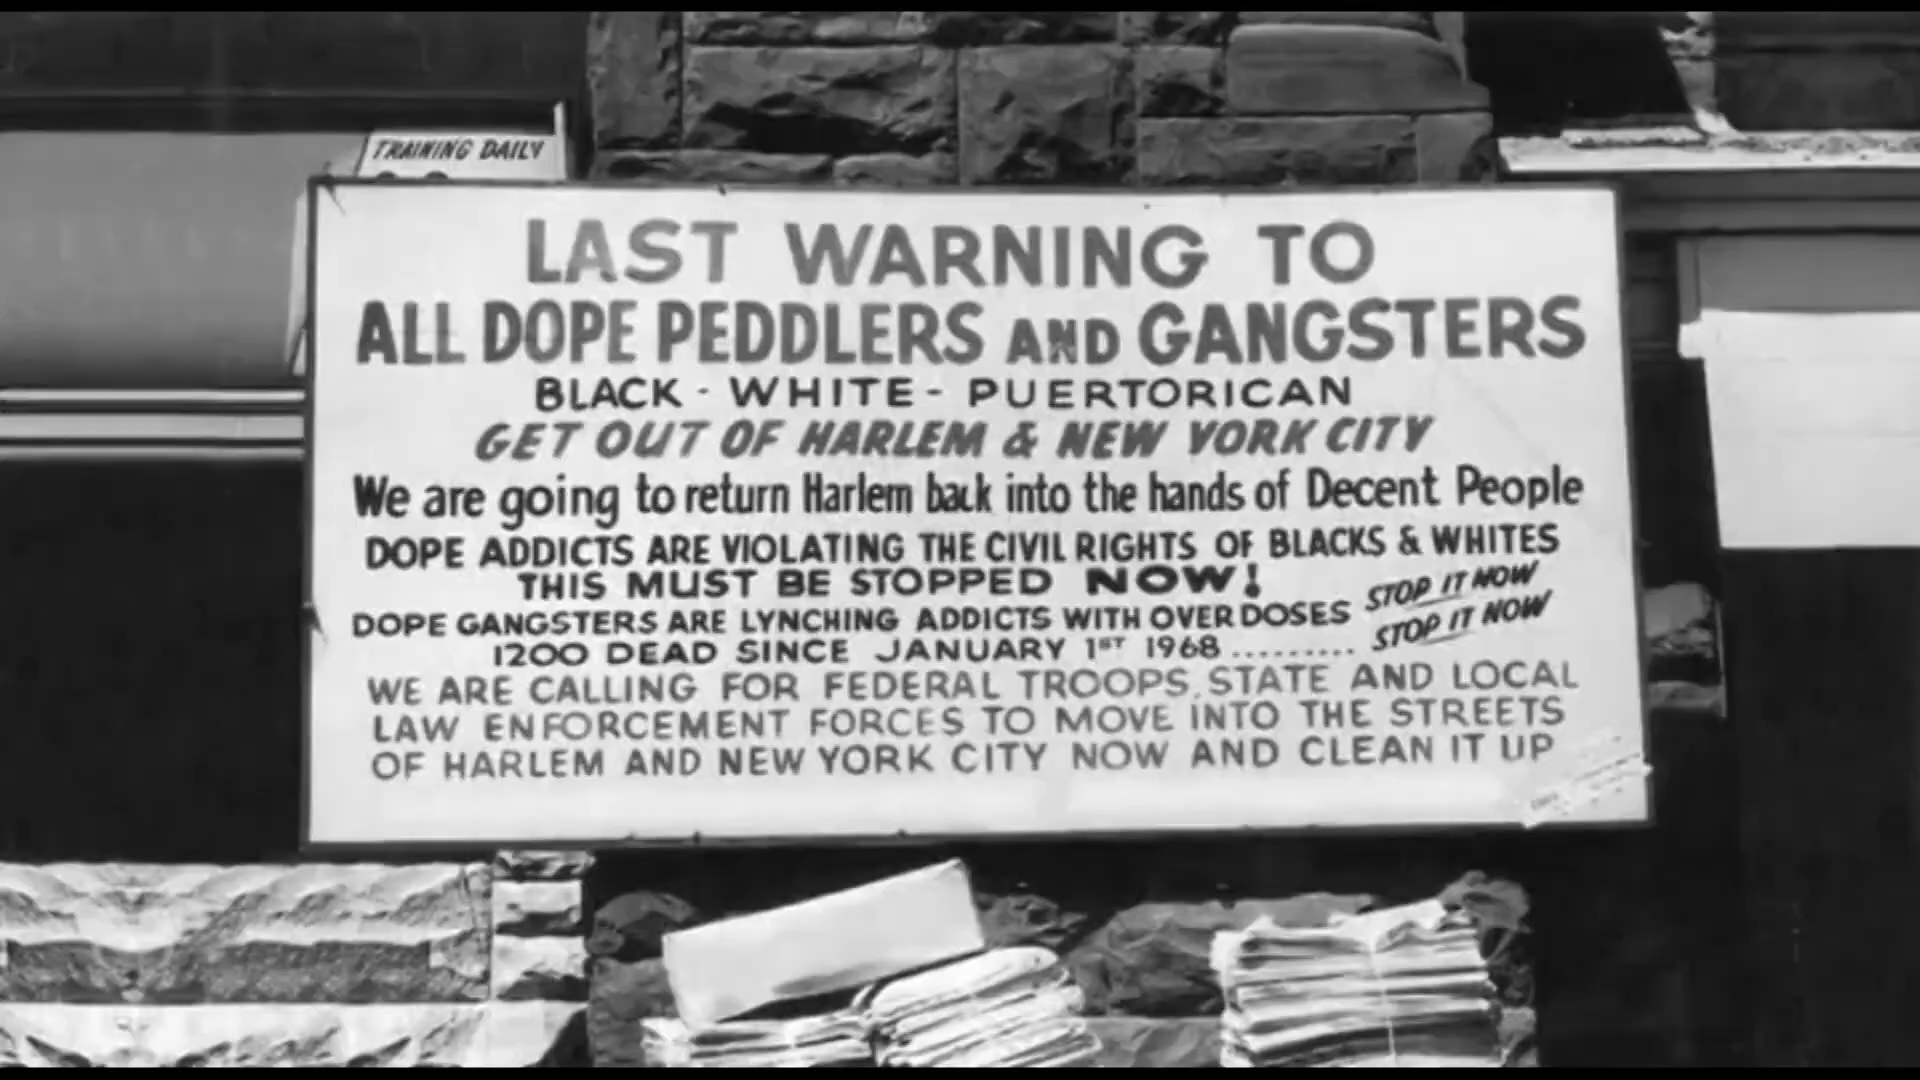 TRAINING DAILY
LAST WARNING TO
ALL DOPE PEDDLERS AND GANGSTERS
BLACK - WHITE - PUERTORICAN
GET OUT OF HARLEM & NEW YORK CITY
We are going to return Harlem back into the hands of Decent People
DOPE ADDICTS ARE VIOLATING THE CIVIL RIGHTS OF BLACKS & WHITES
THIS MUST BE STOPPED NOW!
STOP IT NOW
DOPE GANGSTERS ARE LYNCHING ADDICTS WITH OVER DOSES
STOP IT NOW
1200 DEAD SINCE JANUARY 1ST 1968.........
WE ARE CALLING FOR FEDERAL TROOPS, STATE AND LOCAL
LAW ENFORCEMENT FORCES TO MOVE INTO THE STREETS
OF HARLEM AND NEW YORK CITY NOW AND CLEAN IT UP